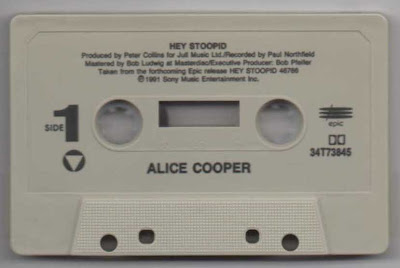 HEY STOOPID
Produced by Peter Collins for Jull Music Ltd./Recorded by Paul Northfield
Mastered by Bob Ludwig at Masterdisc/Executive Producer: Bob Pfeifer
Taken from the forthcoming Epic release HEY STOOPID 46786
©1991 Sony Music Entertainment Inc.
SIDE 1
epic
34T73845
ALICE COOPER